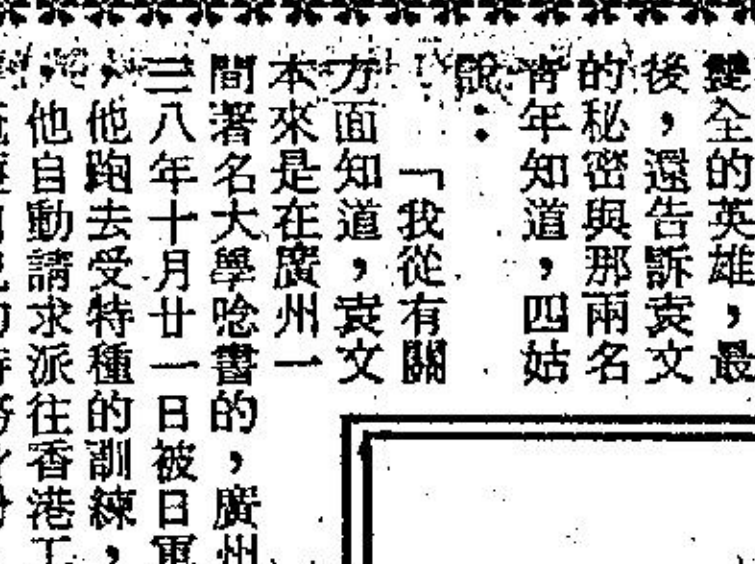 雙全的英雄，最
後，還告訴袁文
的秘密與那兩名
青年知道，四姑
說：
「我從有關
方面知道，袁文
本來是在廣州一
間著名大學唸書的，廣州
三八年十月廿一日被日軍
，他跑去受特種的訓練，
，他自動請求派往香港工